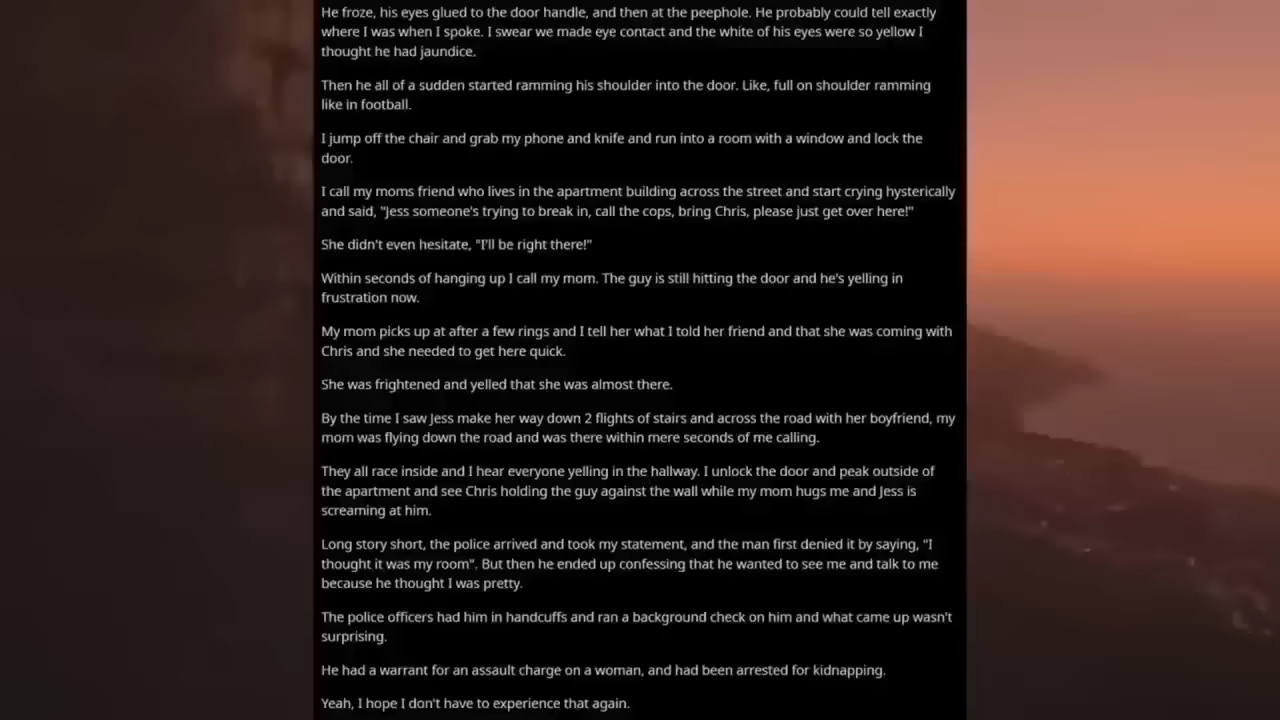 He froze, his eyes glued to the door handle, and then at the peephole. He probably could tell exactly
where I was when I spoke. I swear we made eye contact and the white of his eyes were so yellow I
thought he had jaundice.
Then he all of a sudden started ramming his shoulder into the door. Like, full on shoulder ramming
like in football.
I jump off the chair and grab my phone and knife and run into a room with a window and lock the
door.
I call my moms friend who lives in the apartment building across the street and start crying hysterically
and said, "Jess someone's trying to break in, call the cops, bring Chris, please just get over here!"
She didn't even hesitate, "I'll be right there!"
Within seconds of hanging up I call my mom. The guy is still hitting the door and he's yelling in
frustration now.
My mom picks up at after a few rings and I tell her what I told her friend and that she was coming with
Chris and she needed to get here quick.
She was frightened and yelled that she was almost there.
By the time I saw Jess make her way down 2 flights of stairs and across the road with her boyfriend, my
mom was flying down the road and was there within mere seconds of me calling.
They all race inside and I hear everyone yelling in the hallway. I unlock the door and peak outside of
the apartment and see Chris holding the guy against the wall while my mom hugs me and Jess is
screaming at him.
Long story short, the police arrived and took my statement, and the man first denied it by saying, "I
thought it was my room". But then he ended up confessing that he wanted to see me and talk to me
because he thought I was pretty.
The police officers had him in handcuffs and ran a background check on him and what came up wasn't
surprising.
He had a warrant for an assault charge on a woman, and had been arrested for kidnapping.
Yeah, I hope I don't have to experience that again.